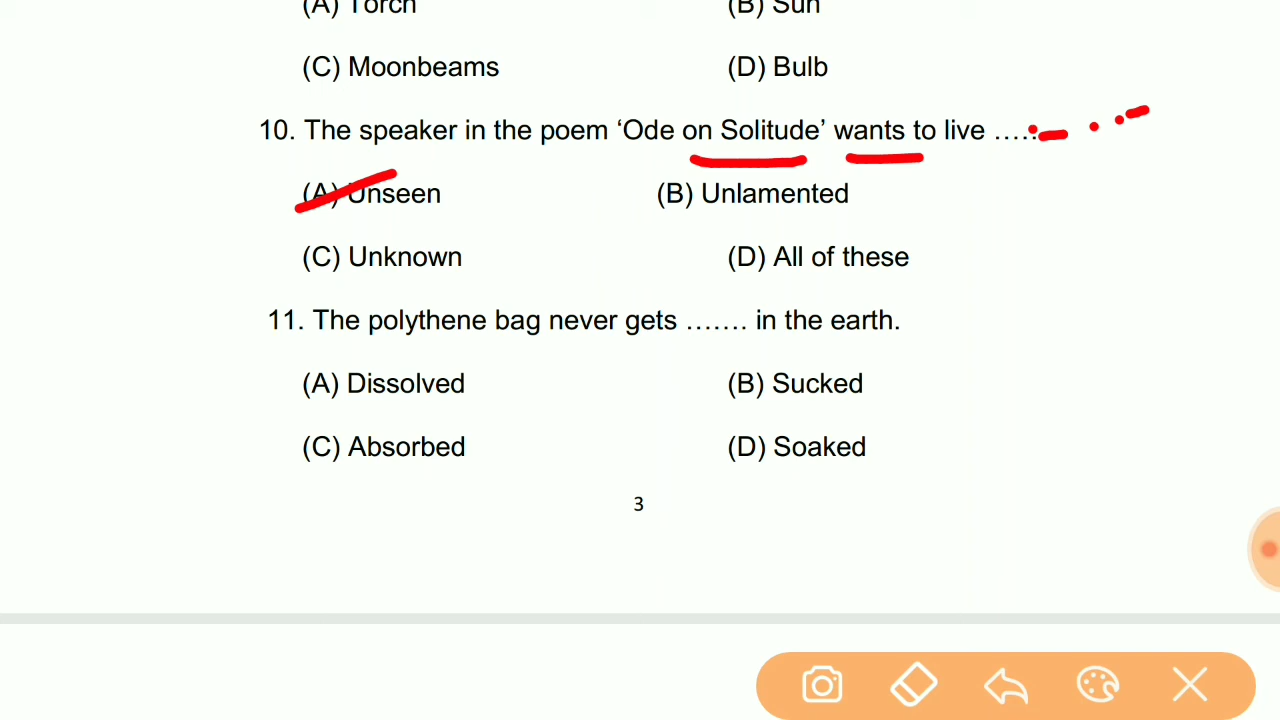 (A) Torch (B) Sun
(C) Moonbeams (D) Bulb
10. The speaker in the poem ‘Ode on Solitude’ wants to live …..
(A) Unseen (B) Unlamented
(C) Unknown (D) All of these
11. The polythene bag never gets ……. in the earth.
(A) Dissolved (B) Sucked
(C) Absorbed (D) Soaked
3